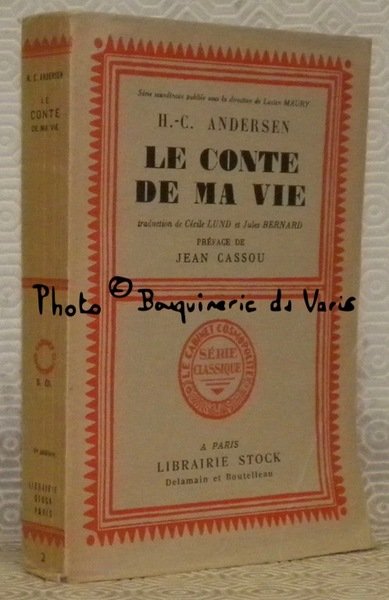 H. C. ANDERSEN
LE
CONTE
DE MA VIE
LIBRAIRIE
STOCK
PARIS
2
Série scandinave publiée sous la direction de Lucien MAURY
H.-C. ANDERSEN
LE CONTE
DE MA VIE
traduction de Cécile LUND et Jules BERNARD
PRÉFACE DE
JEAN CASSOU
Photo © Bouquinerie du Varis
LE CABINET COSMOPOLITE
SÉRIE
CLASSIQUE
A PARIS
LIBRAIRIE STOCK
Delamain et Boutelleau